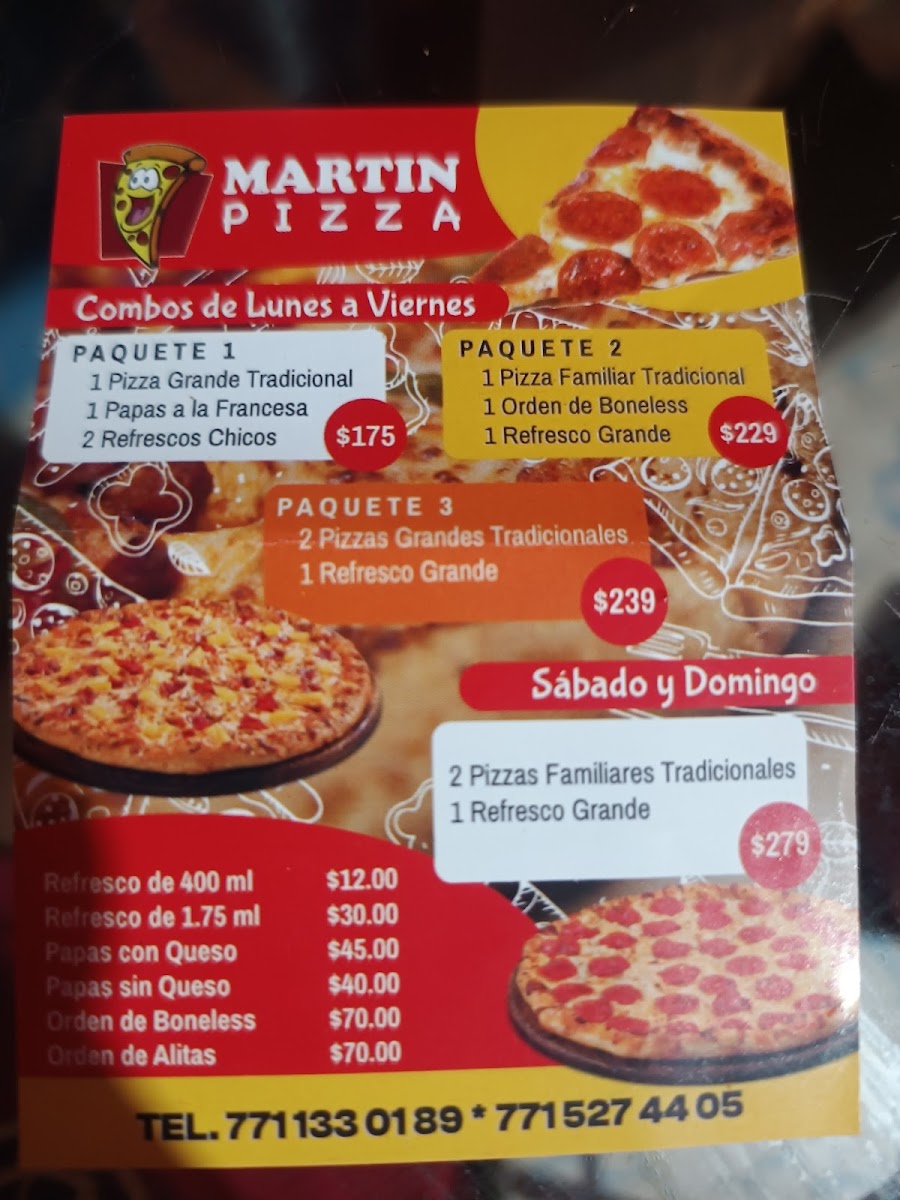 MARTIN
PIZZA
Combos de Lunes a Viernes
PAQUETE 1
1 Pizza Grande Tradicional
1 Papas a la Francesa
2 Refrescos Chicos
$175
PAQUETE 2
1 Pizza Familiar Tradicional
1 Orden de Boneless
1 Refresco Grande
$229
PAQUETE 3
2 Pizzas Grandes Tradicionales
1 Refresco Grande
$239
Sábado y Domingo
2 Pizzas Familiares Tradicionales
1 Refresco Grande
$279
Refresco de 400 ml $12.00
Refresco de 1.75 ml $30.00
Papas con Queso $45.00
Papas sin Queso $40.00
Orden de Boneless $70.00
Orden de Alitas $70.00
TEL. 771 133 01 89 * 771 527 44 05